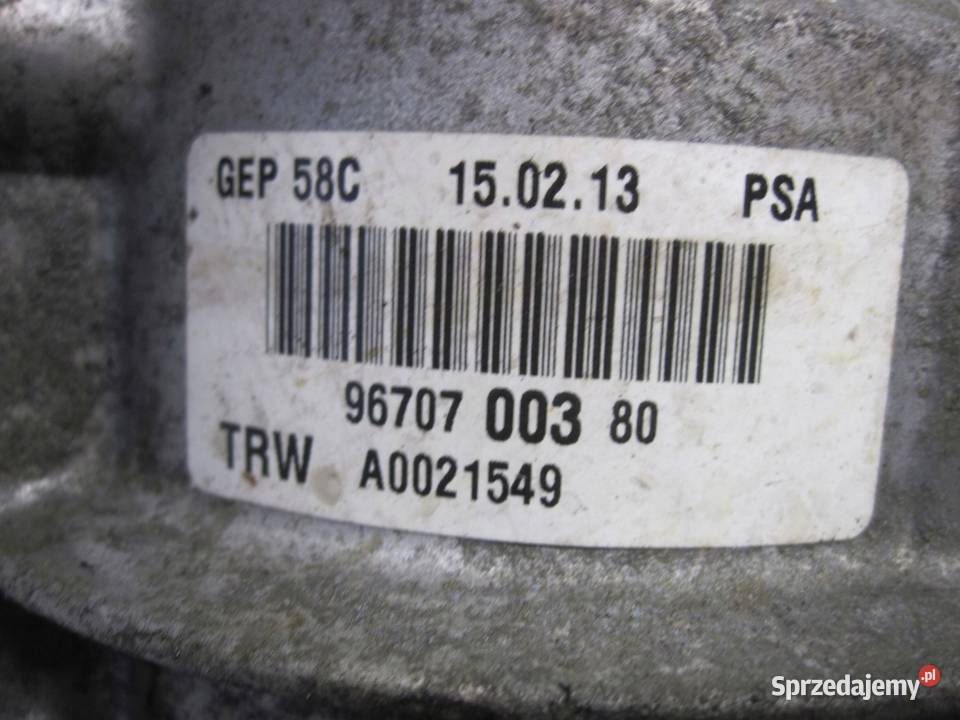 GEP 58C 15.02.13 PSA
96707 003 80
TRW A0021549
Sprzedajemy.pl